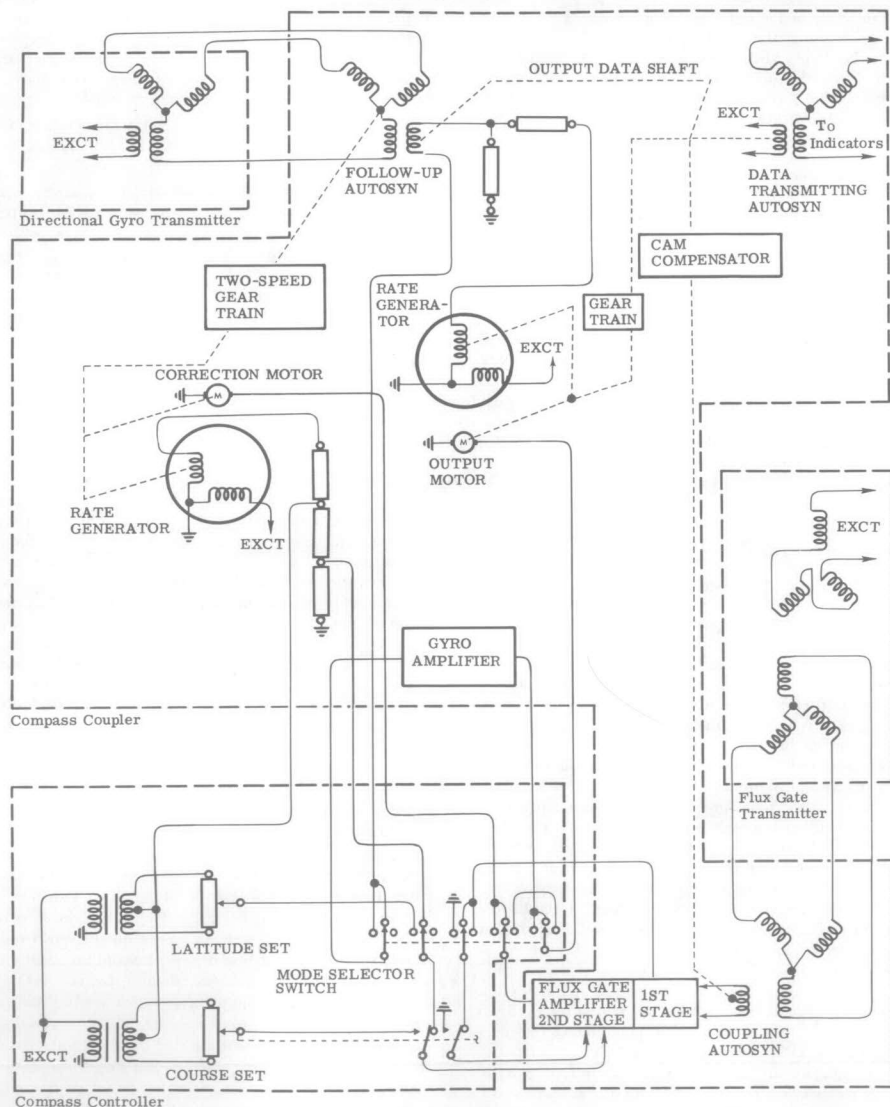 OUTPUT DATA SHAFT
EXCT
Directional Gyro Transmitter
FOLLOW-UP
AUTOSYN
EXCT
To
Indicators
DATA
TRANSMITTING
AUTOSYN
TWO-SPEED
GEAR
TRAIN
RATE
GENERA-
TOR
GEAR
TRAIN
CAM
COMPENSATOR
EXCT
CORRECTION MOTOR
M
M
OUTPUT
MOTOR
RATE
GENERATOR
EXCT
EXCT
GYRO
AMPLIFIER
Compass Coupler
Flux Gate
Transmitter
LATITUDE SET
MODE SELECTOR
SWITCH
FLUX GATE
AMPLIFIER
2ND STAGE
1ST
STAGE
COUPLING
AUTOSYN
EXCT
COURSE SET
Compass Controller